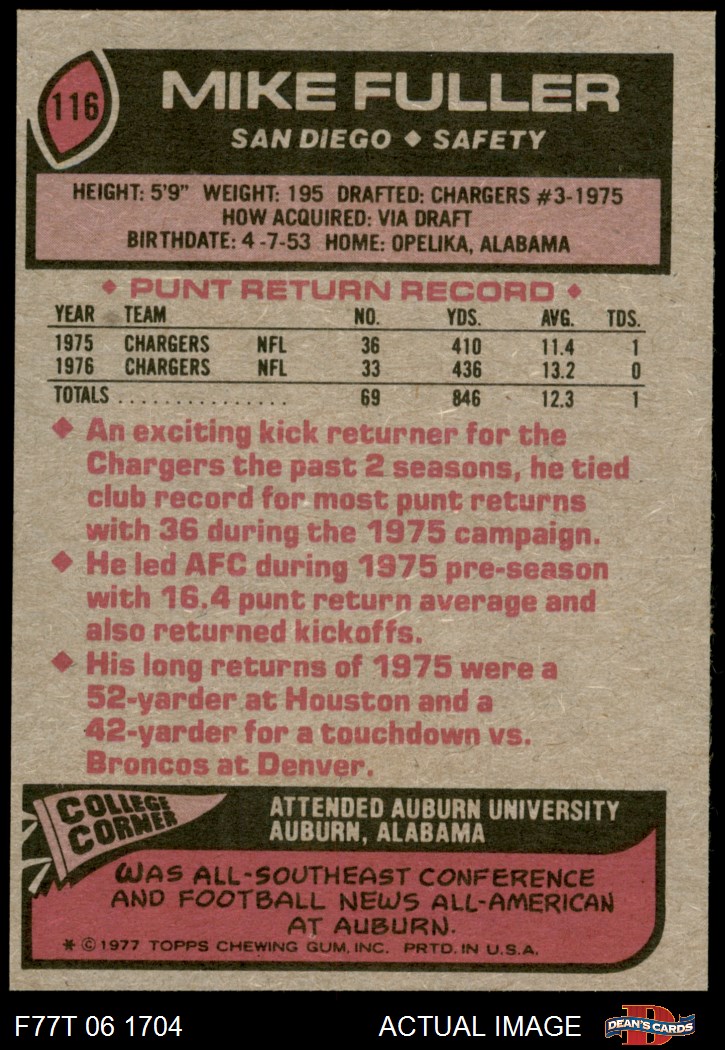 116
MIKE FULLER
SAN DIEGO ◆ SAFETY
HEIGHT: 5'9" WEIGHT: 195 DRAFTED: CHARGERS #3-1975
HOW ACQUIRED: VIA DRAFT
BIRTHDATE: 4-7-53 HOME: OPELIKA, ALABAMA
◆ PUNT RETURN RECORD ◆
YEAR TEAM NO. YDS. AVG. TDS.
1975 CHARGERS NFL 36 410 11.4 1
1976 CHARGERS NFL 33 436 13.2 0
TOTALS . . . . . . . . . . . . . . . . 69 846 12.3 1
◆ An exciting kick returner for the
Chargers the past 2 seasons, he tied
club record for most punt returns
with 36 during the 1975 campaign.
◆ He led AFC during 1975 pre-season
with 16.4 punt return average and
also returned kickoffs.
◆ His long returns of 1975 were a
52-yarder at Houston and a
42-yarder for a touchdown vs.
Broncos at Denver.
COLLEGE
CORNER
ATTENDED AUBURN UNIVERSITY
AUBURN, ALABAMA
WAS ALL-SOUTHEAST CONFERENCE
AND FOOTBALL NEWS ALL-AMERICAN
AT AUBURN.
* © 1977 TOPPS CHEWING GUM, INC. PRTD. IN U.S.A.
F77T 06 1704 ACTUAL IMAGE D DEAN'S CARDS